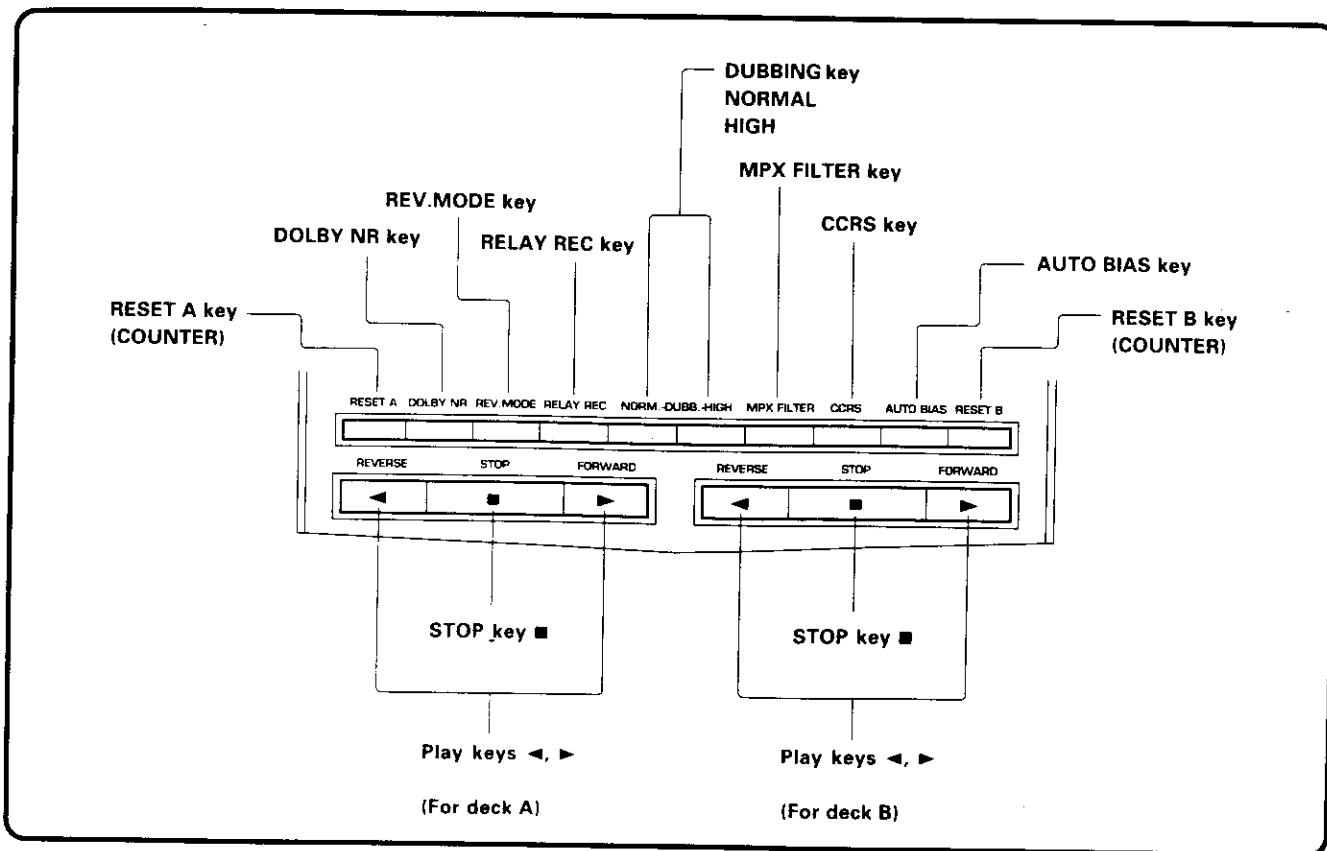 DUBBING key
NORMAL
HIGH
MPX FILTER key
REV.MODE key
CCRS key
DOLBY NR key
RELAY REC key
AUTO BIAS key
RESET A key
(COUNTER)
RESET B key
(COUNTER)
RESET A DOLBY NR REV.MODE RELAY REC NORM.-DUBB.-HIGH MPX FILTER CCRS AUTO BIAS RESET B
REVERSE STOP FORWARD REVERSE STOP FORWARD
◄ ■ ► ◄ ■ ►
STOP key ■ STOP key ■
Play keys ◄, ► Play keys ◄, ►
(For deck A) (For deck B)